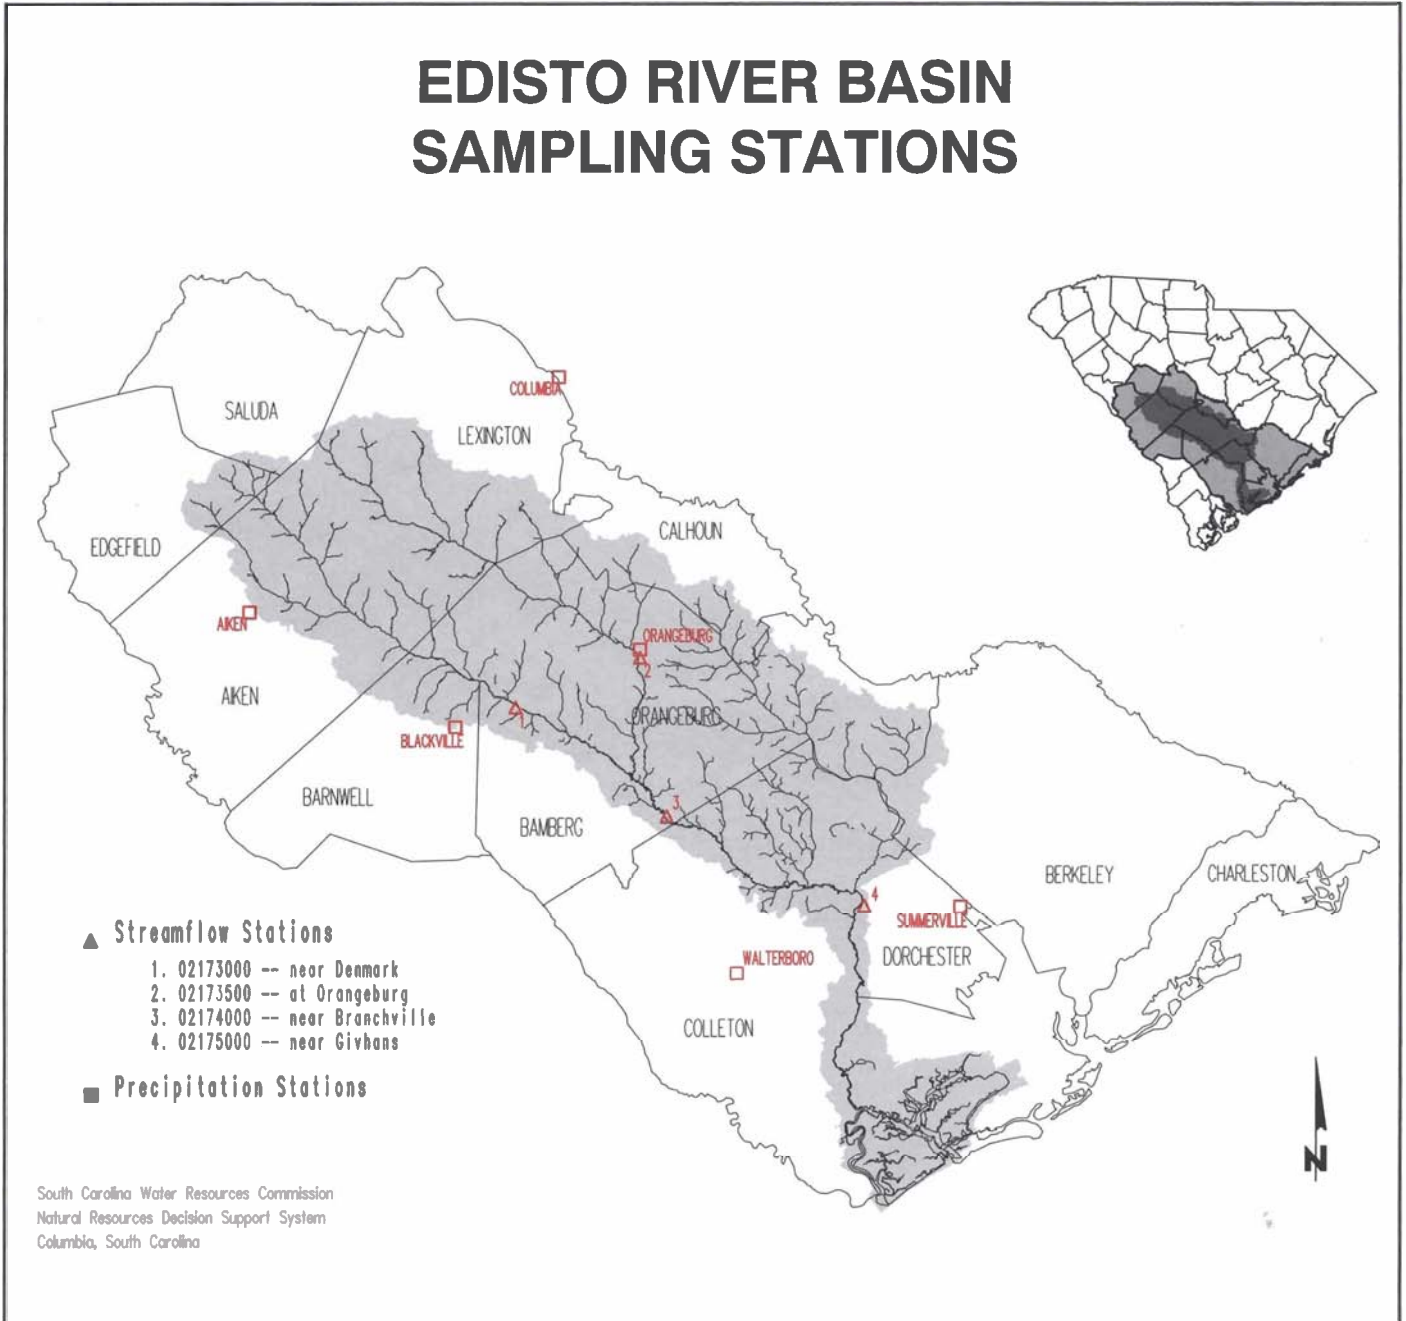 EDISTO RIVER BASIN
SAMPLING STATIONS
COLUMBIA
SALUDA
LEXINGTON
CALHOUN
EDGEFIELD
AIKEN
ORANGEBURG
2
AIKEN
ORANGEBURG
1
BLACKVILLE
BARNWELL
3
BAMBERG
BERKELEY
CHARLESTON
4
SUMMERVILLE
WALTERBORO
DORCHESTER
COLLETON
Streamflow Stations
1. 02173000 -- near Denmark
2. 02173500 -- at Orangeburg
3. 02174000 -- near Branchville
4. 02175000 -- near Givhans
Precipitation Stations
N
South Carolina Water Resources Commission
Natural Resources Decision Support System
Columbia, South Carolina